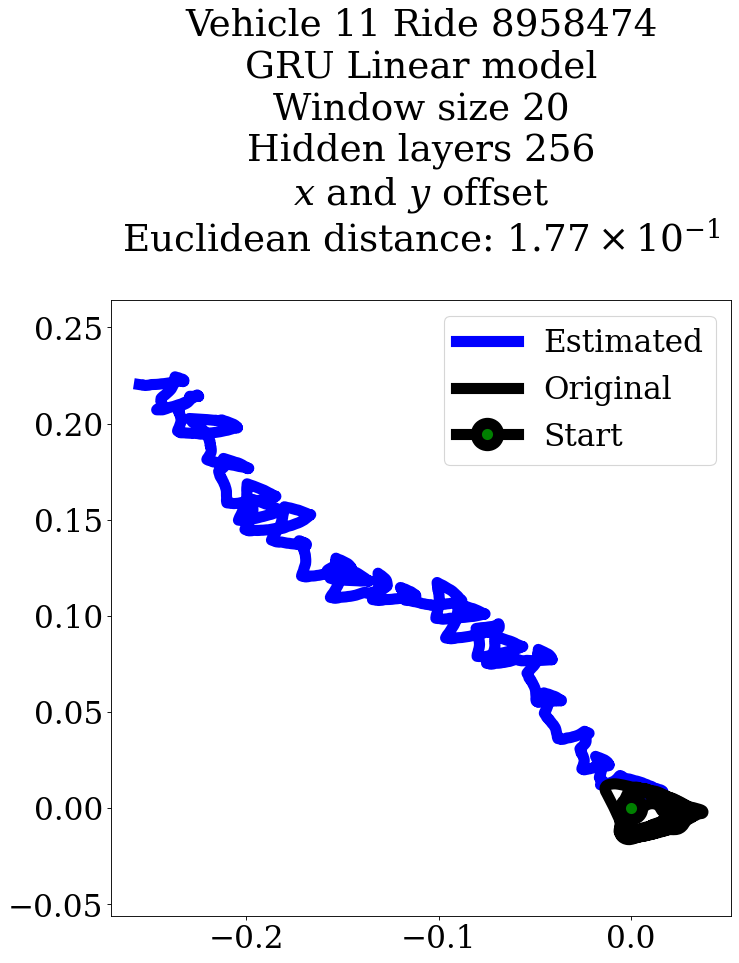 Vehicle 11 Ride 8958474
GRU Linear model
Window size 20
Hidden layers 256
x and y offset
Euclidean distance: 1.77 × 10⁻¹
Estimated
Original
Start
0.25
0.20
0.15
0.10
0.05
0.00
−0.05
−0.2
−0.1
0.0